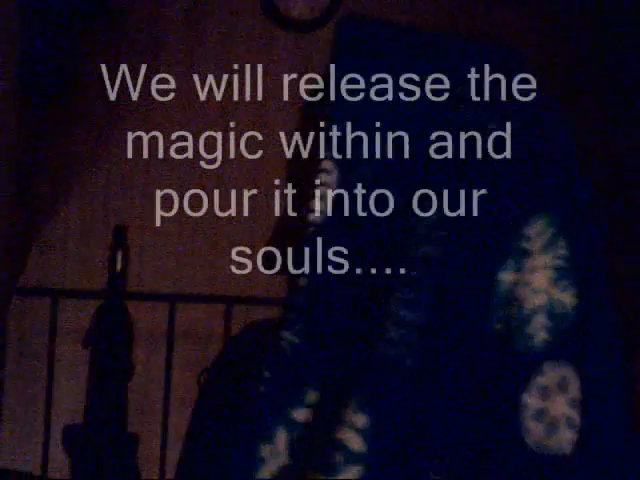 We will release the
magic within and
pour it into our
souls....